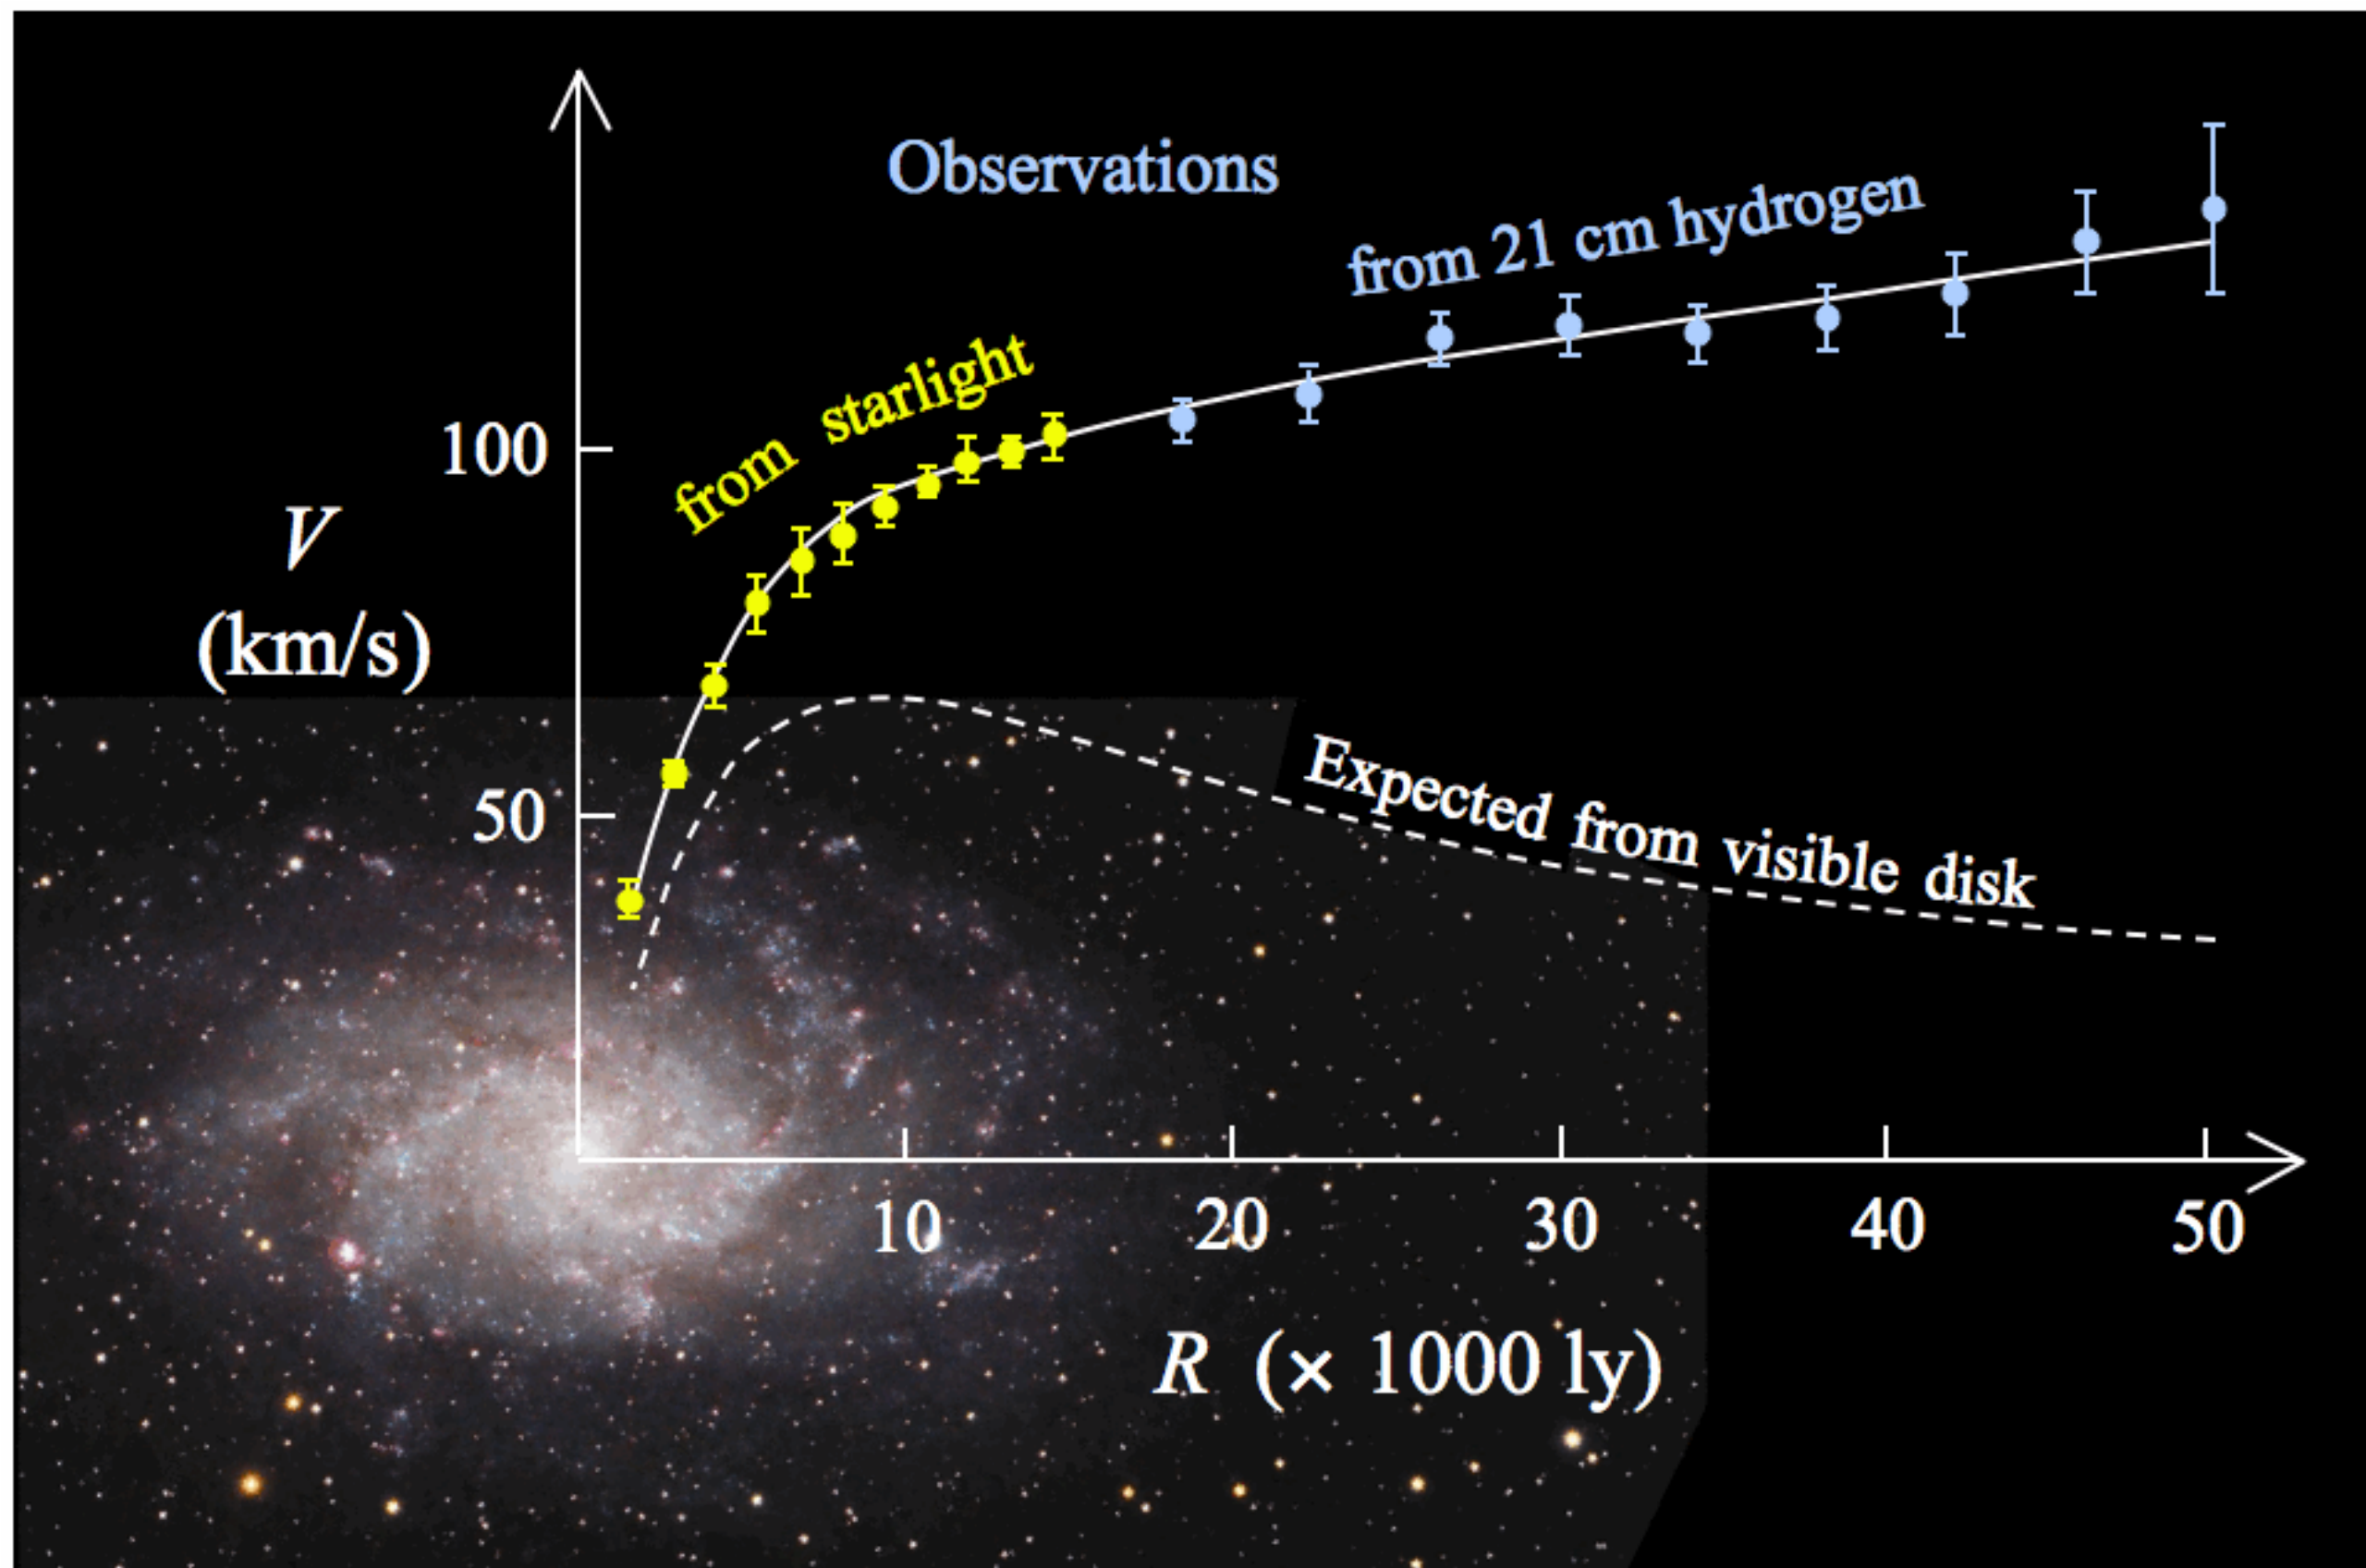 Observations
from 21 cm hydrogen
from starlight
100
V
(km/s)
50
Expected from visible disk
10 20 30 40 50
R (× 1000 ly)